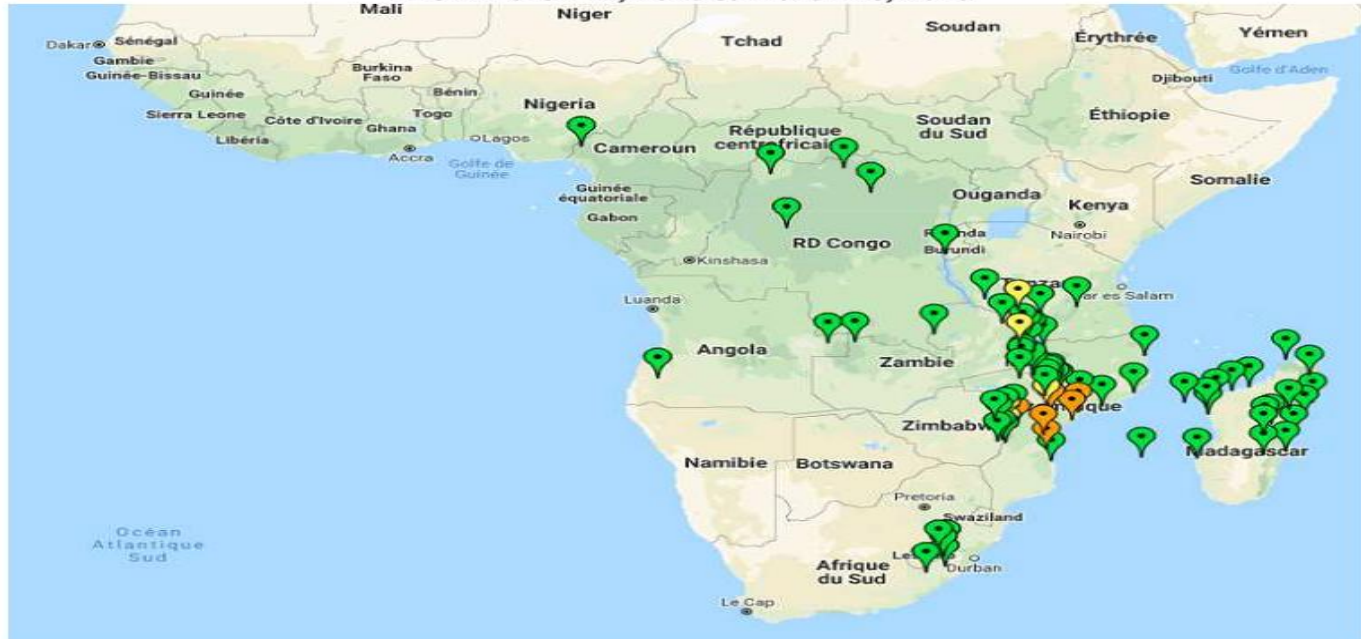 Mali
Niger
Soudan
Érythrée
Yémen
Tchad
Dakar
Sénégal
Gambie
Guinée-Bissau
Burkina
Faso
Golfe d'Aden
Djibouti
Guinée
Bénin
Nigeria
Sierra Leone
Côte d'Ivoire
Togo
Ghana
Éthiopie
Soudan
du Sud
Libéria
Lagos
Accra
Cameroun
République
Golfe de
Guinée
Somalie
Guinée
équatoriale
Ouganda
Kenya
Gabon
Nairobi
RD Congo
Burundi
Kinshasa
Luanda
Angola
Zambie
Madagascar
Namibie
Botswana
Pretoria
Swaziland
Océan
Atlantique
Sud
Afrique
du Sud
Durban
Le Cap